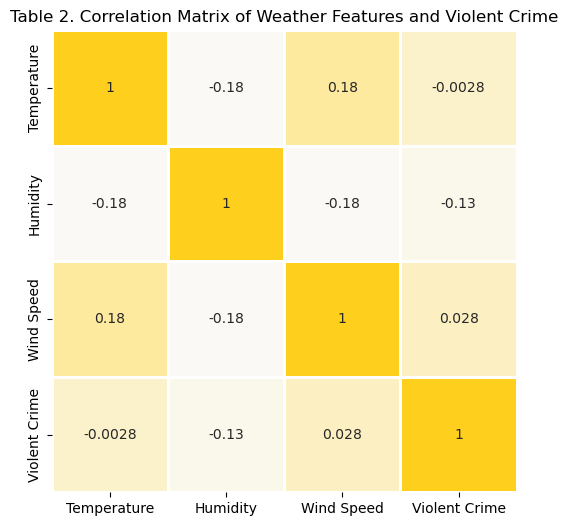 Table 2. Correlation Matrix of Weather Features and Violent Crime
Temperature
1
-0.18
0.18
-0.0028
Humidity
-0.18
1
-0.18
-0.13
Wind Speed
0.18
-0.18
1
0.028
Violent Crime
-0.0028
-0.13
0.028
1
Temperature
Humidity
Wind Speed
Violent Crime